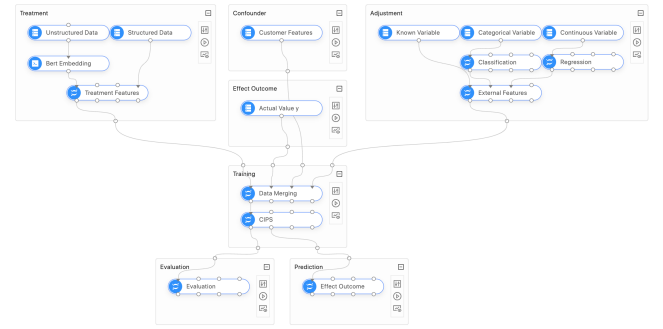 Treatment
Unstructured Data
Structured Data
Bert Embedding
Treatment Features
Confounder
Customer Features
Effect Outcome
Actual Value y
Adjustment
Known Variable
Categorical Variable
Continuous Variable
Classification
Regression
External Features
Training
Data Merging
CIPS
Evaluation
Evaluation
Prediction
Effect Outcome